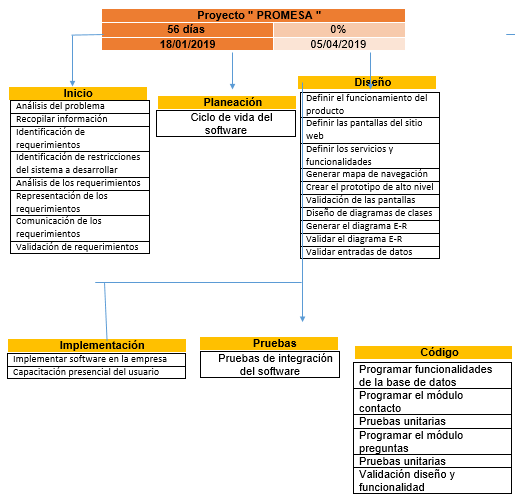 Proyecto " PROMESA "
56 días
0%
18/01/2019
05/04/2019
Inicio
Análisis del problema
Recopilar información
Identificación de
requerimientos
Identificación de restricciones
del sistema a desarrollar
Análisis de los requerimientos
Representación de los
requerimientos
Comunicación de los
requerimientos
Validación de requerimientos
Planeación
Ciclo de vida del
software
Diseño
Definir el funcionamiento del
producto
Definir las pantallas del sitio
web
Definir los servicios y
funcionalidades
Generar mapa de navegación
Crear el prototipo de alto nivel
Validación de las pantallas
Diseño de diagramas de clases
Generar el diagrama E-R
Validar el diagrama E-R
Validar entradas de datos
Implementación
Implementar software en la empresa
Capacitación presencial del usuario
Pruebas
Pruebas de integración
del software
Código
Programar funcionalidades
de la base de datos
Programar el módulo
contacto
Pruebas unitarias
Programar el módulo
preguntas
Pruebas unitarias
Validación diseño y
funcionalidad